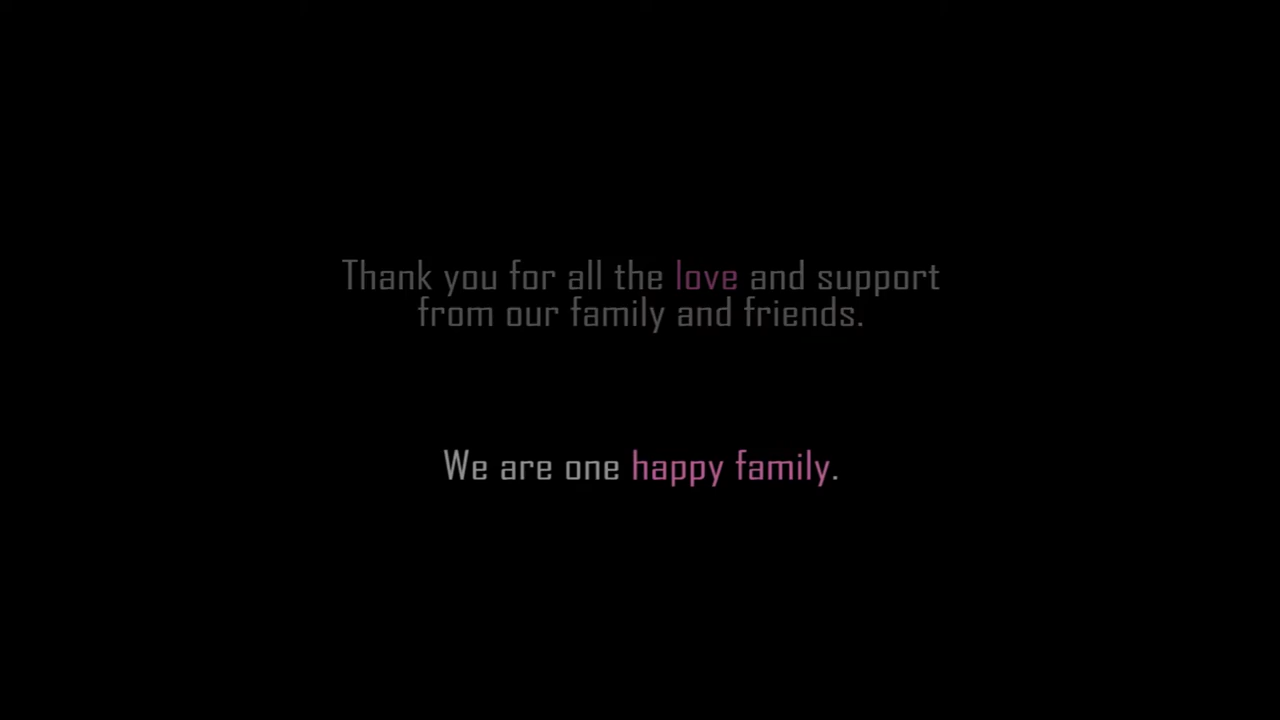 Thank you for all the love and support
from our family and friends.
We are one happy family.